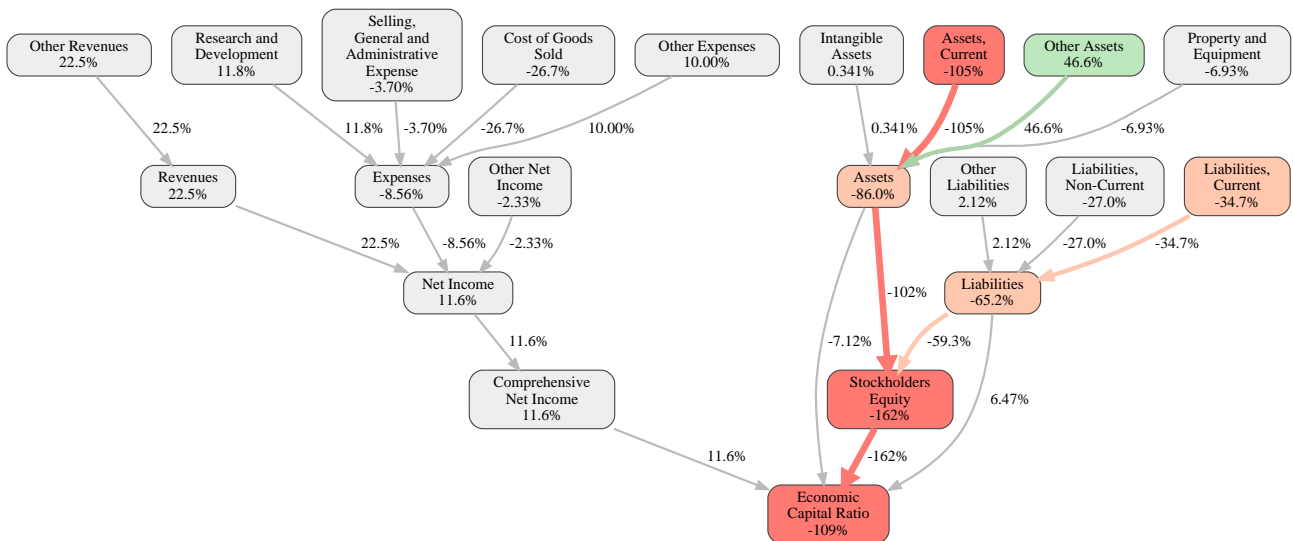 Other Revenues
22.5%
Research and
Development
11.8%
Selling,
General and
Administrative
Expense
-3.70%
Cost of Goods
Sold
-26.7%
Other Expenses
10.00%
Intangible
Assets
0.341%
Assets,
Current
-105%
Other Assets
46.6%
Property and
Equipment
-6.93%
22.5%
11.8%
-3.70%
-26.7%
10.00%
0.341%
-105%
46.6%
-6.93%
Revenues
22.5%
Expenses
-8.56%
Other Net
Income
-2.33%
Assets
-86.0%
Other
Liabilities
2.12%
Liabilities,
Non-Current
-27.0%
Liabilities,
Current
-34.7%
22.5%
-8.56%
-2.33%
2.12%
-27.0%
-34.7%
Net Income
11.6%
-102%
Liabilities
-65.2%
11.6%
-7.12%
-59.3%
Comprehensive
Net Income
11.6%
Stockholders
Equity
-162%
6.47%
11.6%
-162%
Economic
Capital Ratio
-109%